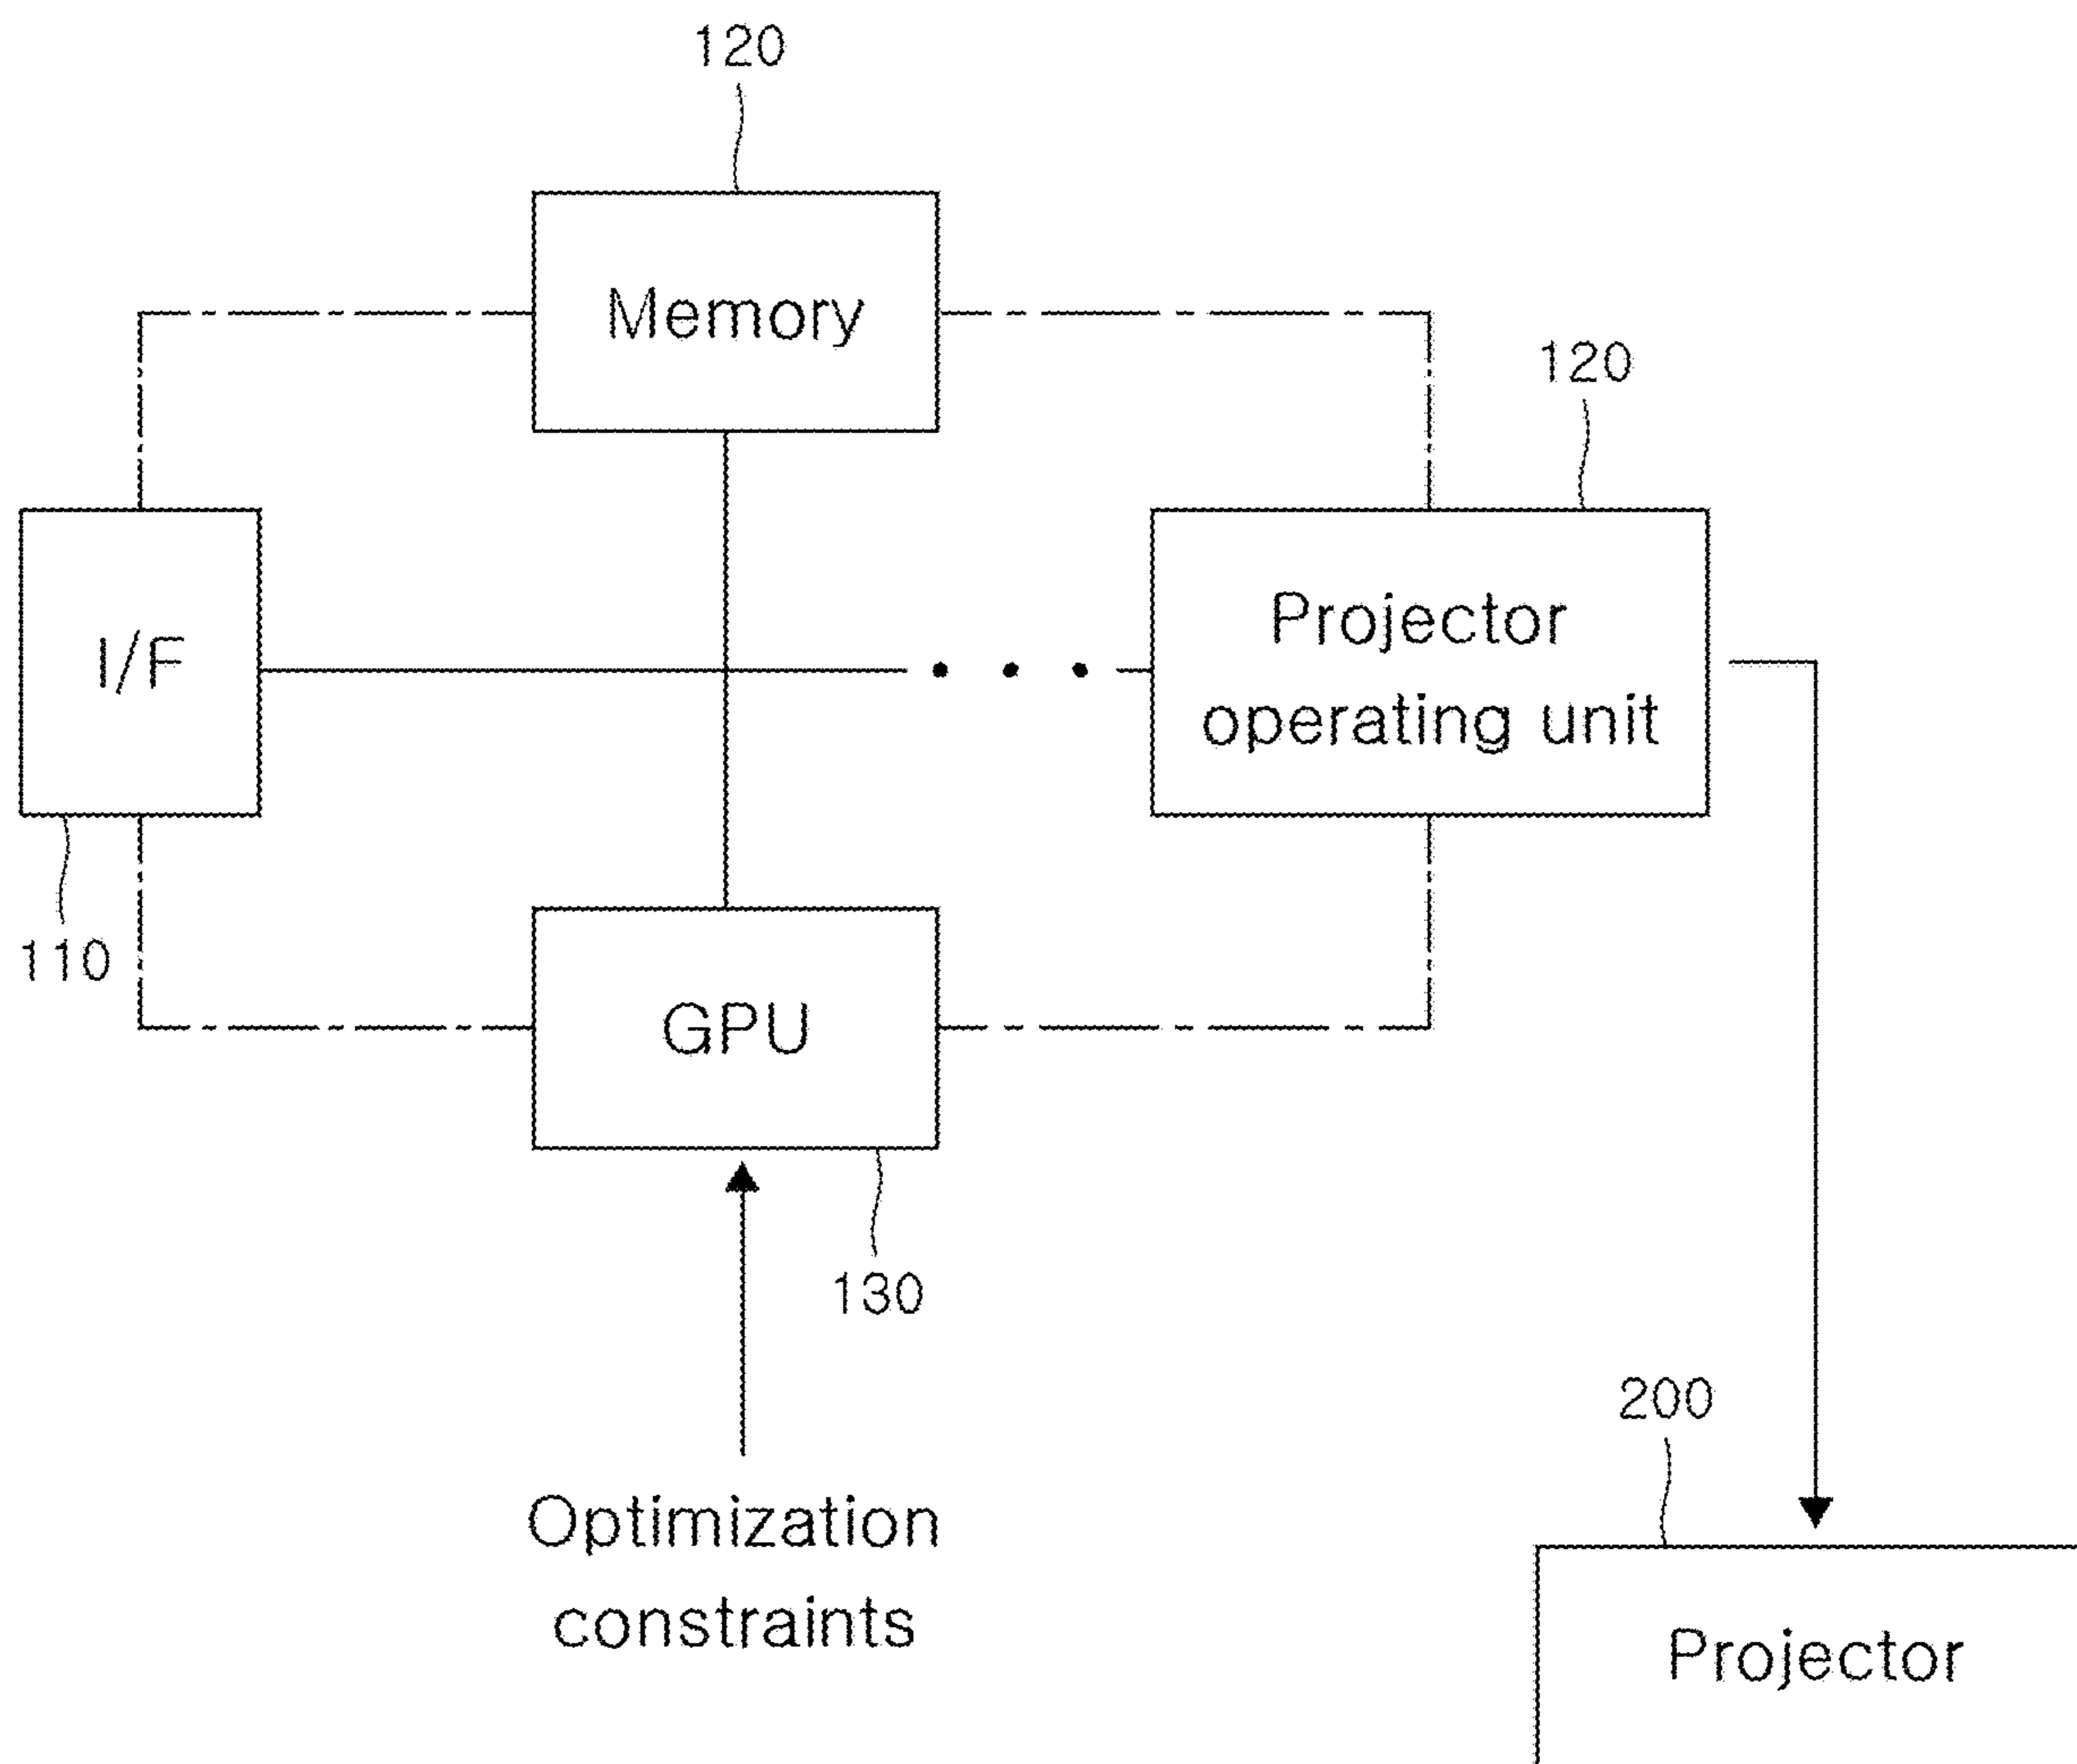 120
Memory
120
I/F
Projector
operating unit
110
GPU
130
200
Optimization
constraints
Projector